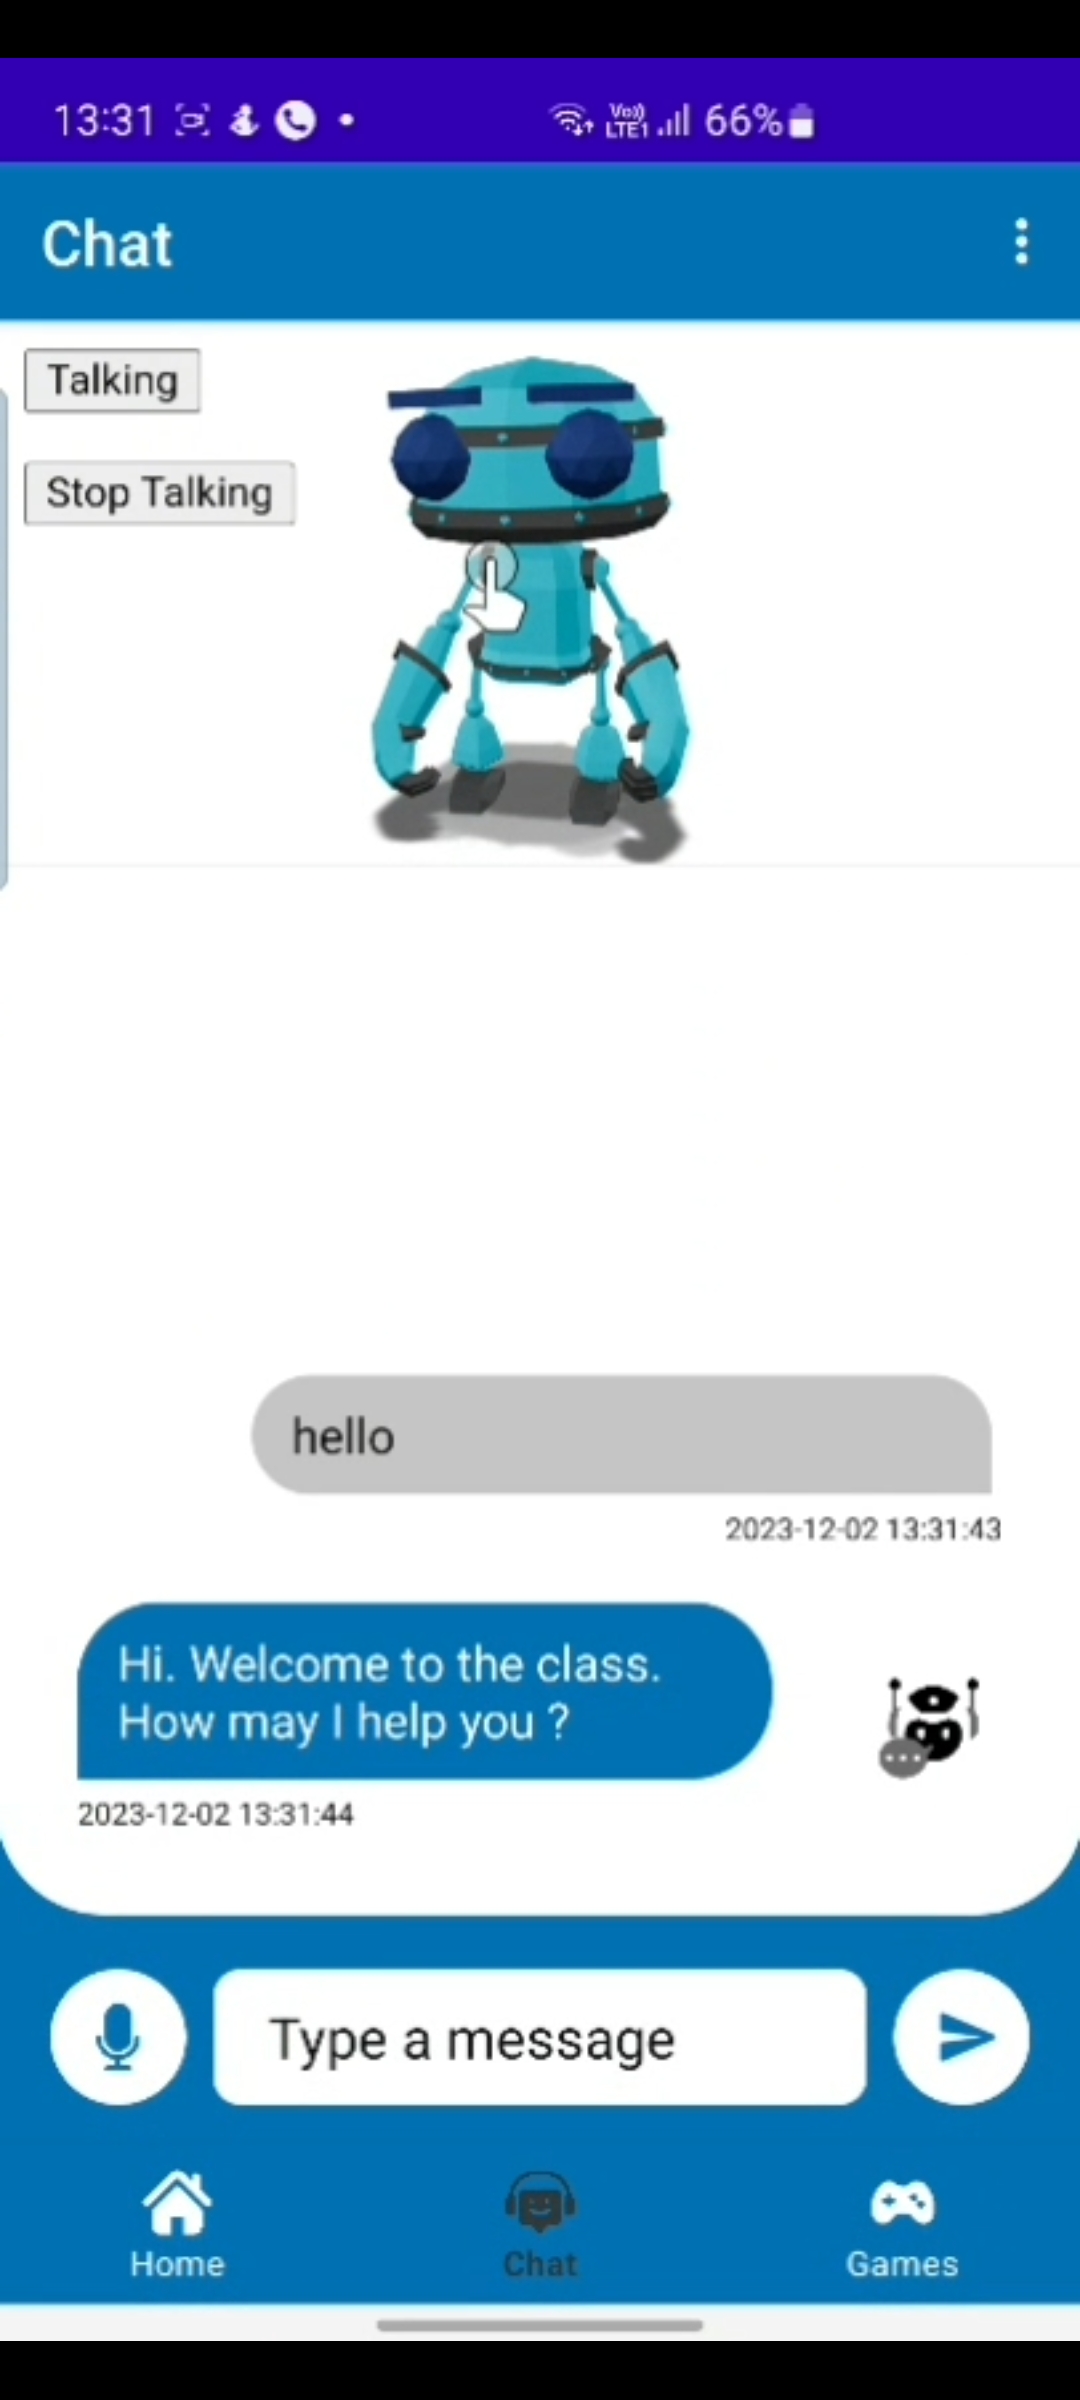 13:31
Vo)) LTE1 66%
Chat
Talking
Stop Talking
hello
2023-12-02 13:31:43
Hi. Welcome to the class.
How may I help you ?
2023-12-02 13:31:44
Type a message
Home
Chat
Games